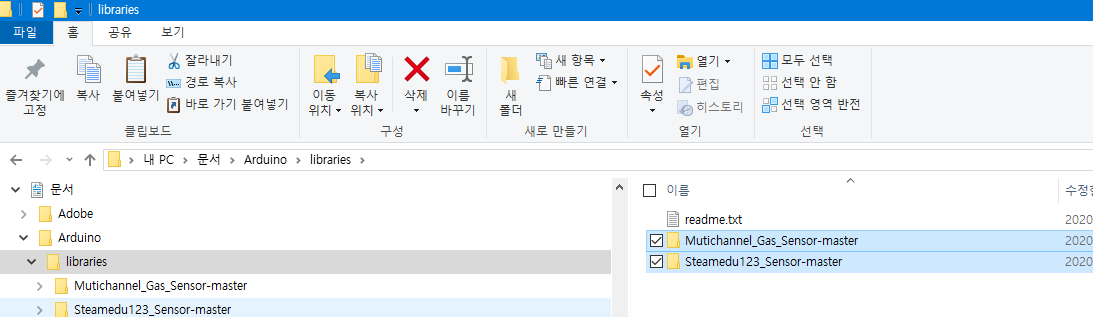 libraries
파일 홈 공유 보기
즐겨찾기에 고정
복사
붙여넣기
잘라내기
경로 복사
바로 가기 붙여넣기
클립보드
이동 위치
복사 위치
삭제
이름 바꾸기
구성
새 폴더
새 항목
빠른 연결
새로 만들기
속성
열기
편집
히스토리
열기
모두 선택
선택 안 함
선택 영역 반전
선택
내 PC > 문서 > Arduino > libraries >
문서
Adobe
Arduino
libraries
Mutichannel_Gas_Sensor-master
Steamedu123_Sensor-master
이름 수정한
readme.txt 2020
Mutichannel_Gas_Sensor-master 2020
Steamedu123_Sensor-master 2020